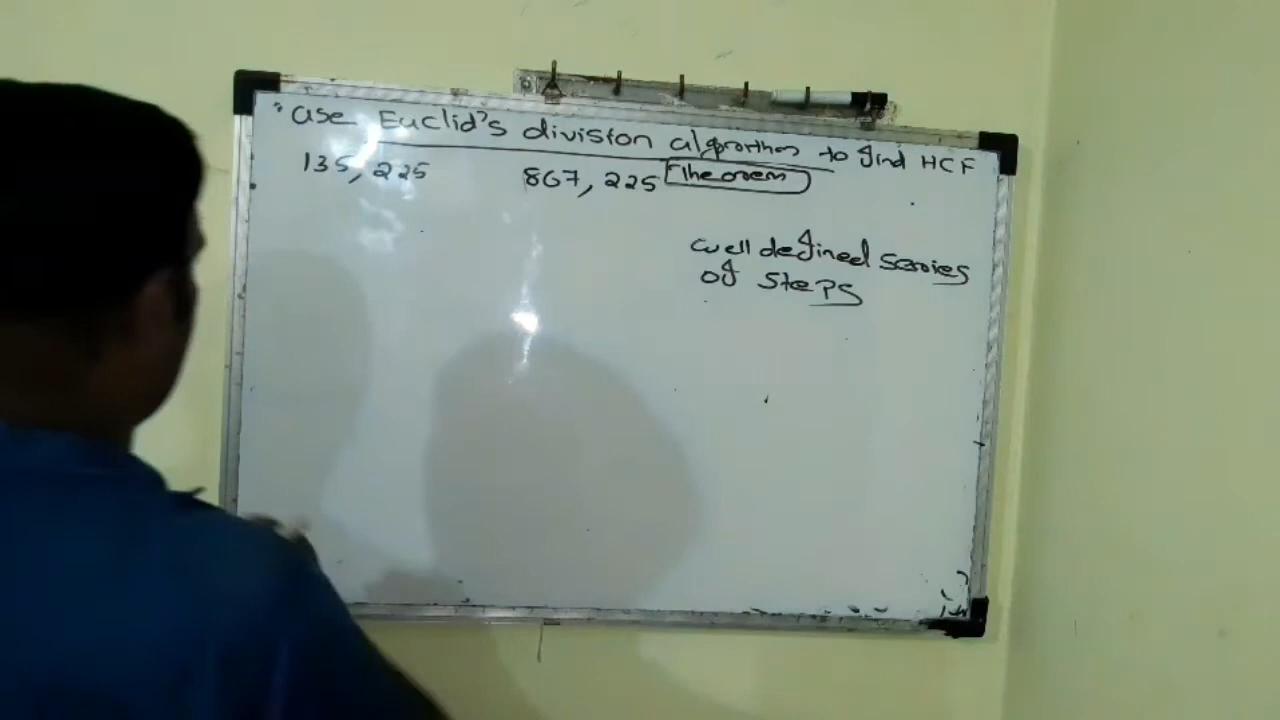 use Euclid's division algorithm to find HCF
135, 225
867, 225 Theorem
well defined series
of steps